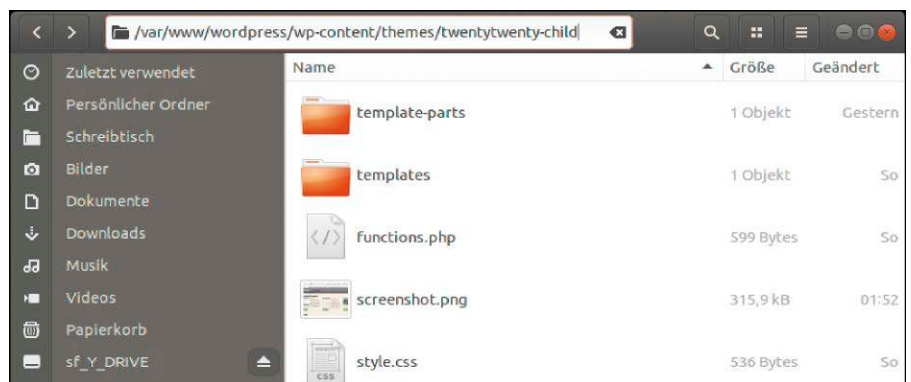 /var/www/wordpress/wp-content/themes/twentytwenty-child
Zuletzt verwendet
Persönlicher Ordner
Schreibtisch
Bilder
Dokumente
Downloads
Musik
Videos
Papierkorb
sf_Y_DRIVE
Name Größe Geändert
template-parts 1 Objekt Gestern
templates 1 Objekt So
functions.php 599 Bytes So
screenshot.png 315,9 kB 01:52
style.css 536 Bytes So
CSS